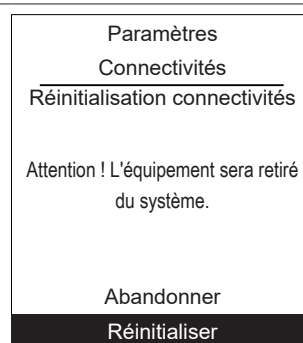 Paramètres
Connectivités
Réinitialisation connectivités
Attention ! L'équipement sera retiré
du système.
Abandonner
Réinitialiser